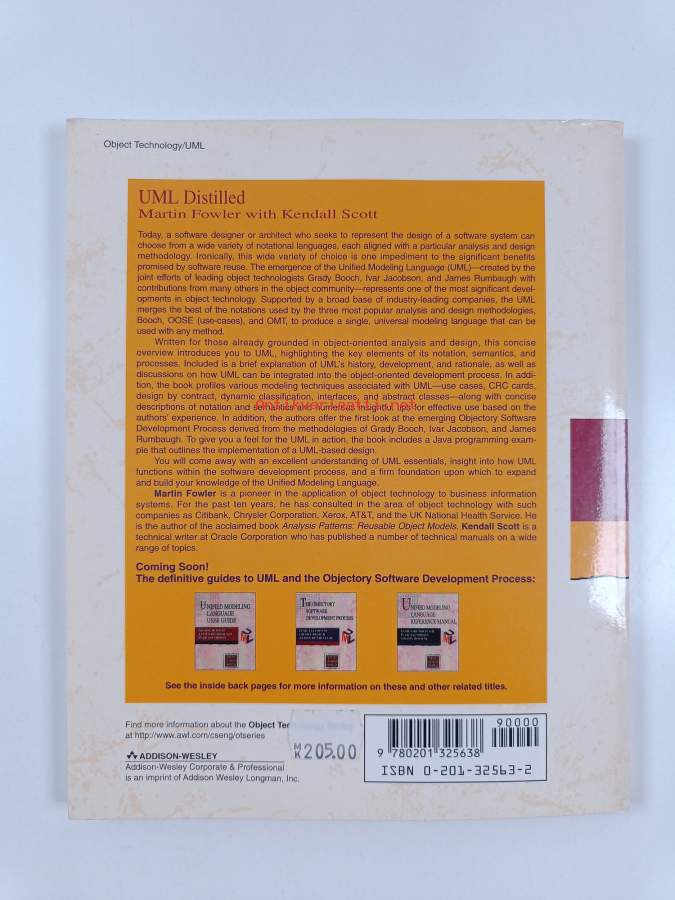 Object Technology/UML
UML Distilled
Martin Fowler with Kendall Scott
Today, a software designer or architect who seeks to represent the design of a software system can
choose from a wide variety of notational languages, each aligned with a particular analysis and design
methodology. Ironically, this wide variety of choice is one impediment to the significant benefits
promised by software reuse. The emergence of the Unified Modeling Language (UML)—created by the
joint efforts of leading object technologists Grady Booch, Ivar Jacobson, and James Rumbaugh with
contributions from many others in the object community—represents one of the most significant devel-
opments in object technology. Supported by a broad base of industry-leading companies, the UML
merges the best of the notations used by the three most popular analysis and design methodologies,
Booch, OOSE (use-cases), and OMT, to produce a single, universal modeling language that can be
used with any method.
Written for those already grounded in object-oriented analysis and design, this concise
overview introduces you to UML, highlighting the key elements of its notation, semantics, and
processes. Included is a brief explanation of UML's history, development, and rationale, as well as
discussions on how UML can be integrated into the object-oriented development process. In addi-
tion, the book profiles various modeling techniques associated with UML—use cases, CRC cards,
design by contract, dynamic classification, interfaces, and abstract classes—along with concise
descriptions of notation and semantics and numerous insightful tips for effective use based on the
authors' experience. In addition, the authors offer the first look at the emerging Objectory Software
Development Process derived from the methodologies of Grady Booch, Ivar Jacobson, and James
Rumbaugh. To give you a feel for the UML in action, the book includes a Java programming exam-
ple that outlines the implementation of a UML-based design.
You will come away with an excellent understanding of UML essentials, insight into how UML
functions within the software development process, and a firm foundation upon which to expand
and build your knowledge of the Unified Modeling Language.
Martin Fowler is a pioneer in the application of object technology to business information
systems. For the past ten years, he has consulted in the area of object technology with such
companies as Citibank, Chrysler Corporation, Xerox, AT&T, and the UK National Health Service. He
is the author of the acclaimed book Analysis Patterns: Reusable Object Models. Kendall Scott is a
technical writer at Oracle Corporation who has published a number of technical manuals on a wide
range of topics.
Coming Soon!
The definitive guides to UML and the Objectory Software Development Process:
UNIFIED MODELING
LANGUAGE
USER GUIDE
THE OBJECTORY
SOFTWARE
DEVELOPMENT PROCESS
UNIFIED MODELING
LANGUAGE
REFERENCE MANUAL
See the inside back pages for more information on these and other related titles.
Find more information about the Object
at http://www.awl.com/cseng/otseries
ADDISON-WESLEY
Addison-Wesley Corporate & Professional
is an imprint of Addison Wesley Longman, Inc.
MK 205.00
90000
9 780201 325638
ISBN 0-201-32563-2